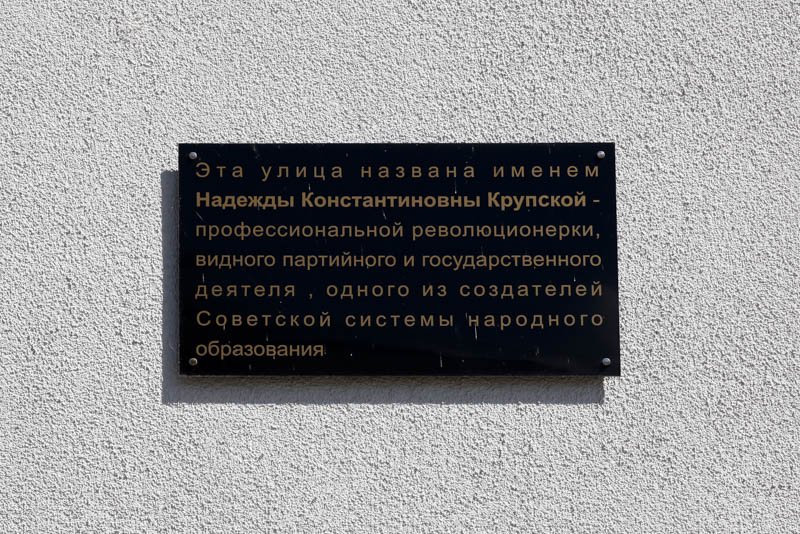 Эта улица названа именем
Надежды Константиновны Крупской -
профессиональной революционерки,
видного партийного и государственного
деятеля , одного из создателей
Советской системы народного
образования